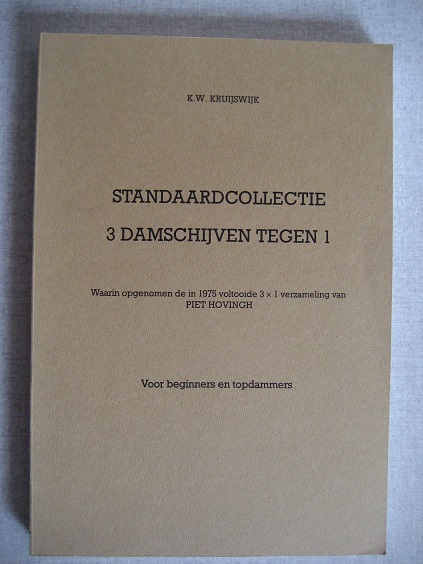 K.W. KRUIJSWIJK
STANDAARDCOLLECTIE
3 DAMSCHIJVEN TEGEN 1
Waarin opgenomen de in 1975 voltooide 3 × 1 verzameling van
PIET HOVINGH
Voor beginners en topdammers